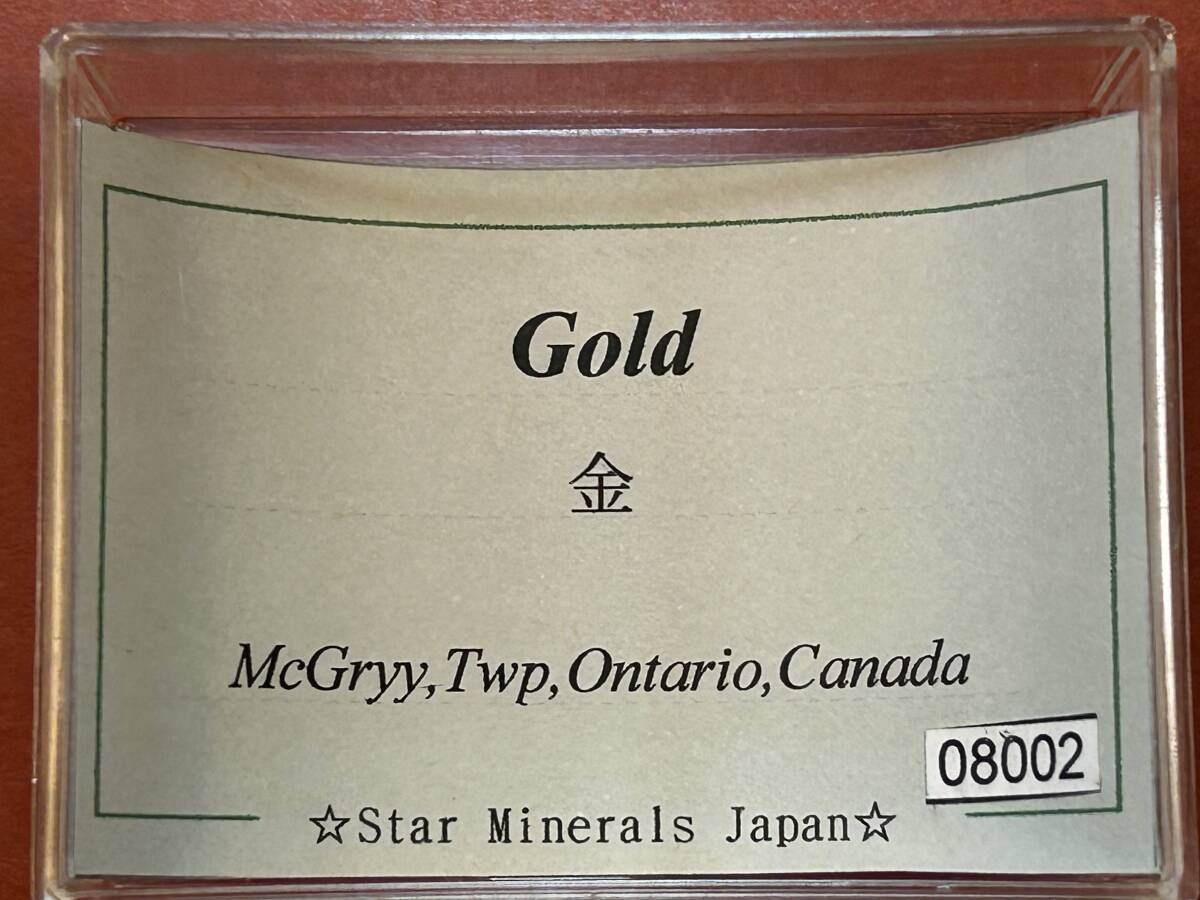 Gold
金
McGryy,Twp,Ontario,Canada
08002
☆Star Minerals Japan☆